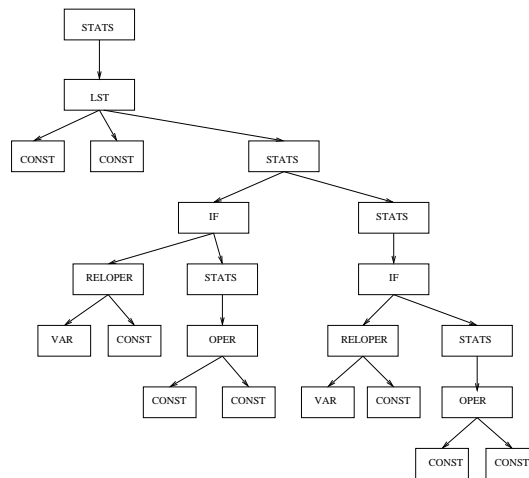 STATS
LST
CONST CONST STATS
IF STATS
RELOPER STATS IF
VAR CONST OPER RELOPER STATS
CONST CONST VAR CONST OPER
CONST CONST